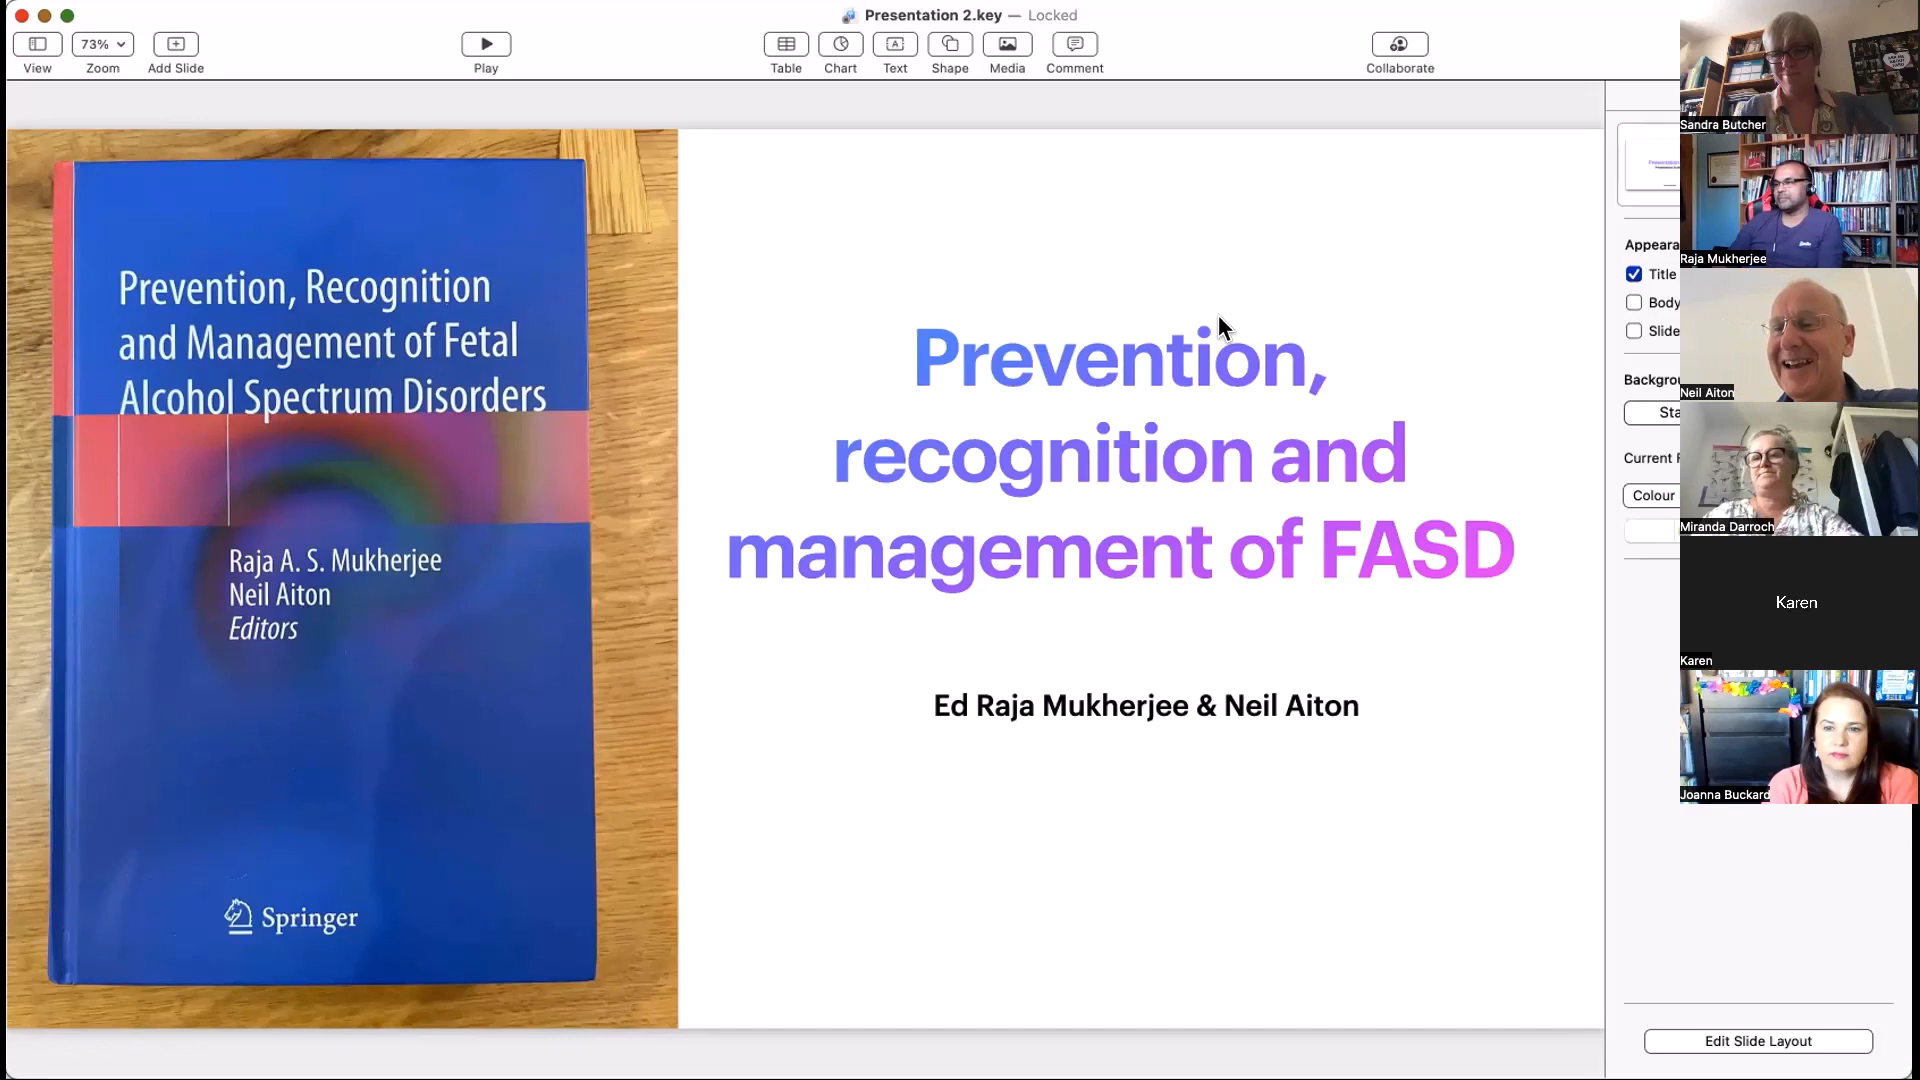 Presentation 2.key — Locked
View
73%
Zoom
Add Slide
Play
Table
Chart
Text
Shape
Media
Comment
Collaborate
Prevention, Recognition
and Management of Fetal
Alcohol Spectrum Disorders
Raja A. S. Mukherjee
Neil Aiton
Editors
Springer
Prevention,
recognition and
management of FASD
Ed Raja Mukherjee & Neil Aiton
Appeara
Title
Body
Slide
Backgrou
Sta
Current F
Colour
Edit Slide Layout
Sandra Butcher
Raja Mukherjee
Neil Aiton
Miranda Darroch
Karen
Karen
Joanna Buckard